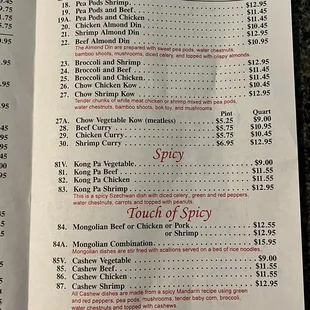 18. Pea Pods Shrimp $12.95
19. Pea Pods and Beef $11.45
19A. Pea Pods and Chicken $11.45
20. Chicken Almond Din $10.45
21. Shrimp Almond Din $12.95
22. Beef Almond Din $10.95
The Almond Din are prepared with sweet pea pods, water chestnuts,
bamboo shoots, mushrooms, diced celery, and topped with crispy almonds.
23. Broccoli and Shrimp $12.95
24. Broccoli and Beef $11.45
25. Broccoli and Chicken $11.45
26. Chow Chicken Kow $11.45
27. Chow Shrimp Kow $12.95
Tender chunks of white meat chicken or shrimp mixed with pea pods,
water chestnuts, bamboo shoots, bok toy, and mushrooms.
Pint Quart
27A. Chow Vegetable Kow (meatless) $5.25 $9.00
28. Beef Curry $5.75 $10.95
29. Chicken Curry $5.75 $10.45
30. Shrimp Curry $6.95 $12.95
Spicy
81V. Kong Pa Vegetable $9.00
81. Kong Pa Beef $11.55
82. Kong Pa Chicken $11.55
83. Kong Pa Shrimp $12.95
This is a spicy Szechwan dish with diced celery, green and red peppers,
water chestnuts, carrots and topped with peanuts.
Touch of Spicy
84. Mongolian Beef or Chicken or Pork $12.55
or Shrimp $12.95
84A. Mongolian Combination $15.95
Mongolian dishes are stir fried with scallions served on a bed of rice noodles.
85V. Cashew Vegetable $9.00
85. Cashew Beef $11.55
86. Cashew Chicken $11.55
87. Cashew Shrimp $12.95
All Cashew dishes are made from a spicy Mandarin recipe using green
and red peppers, pea pods, mushrooms, tender baby corn, broccoli,
water chestnuts and topped with cashews